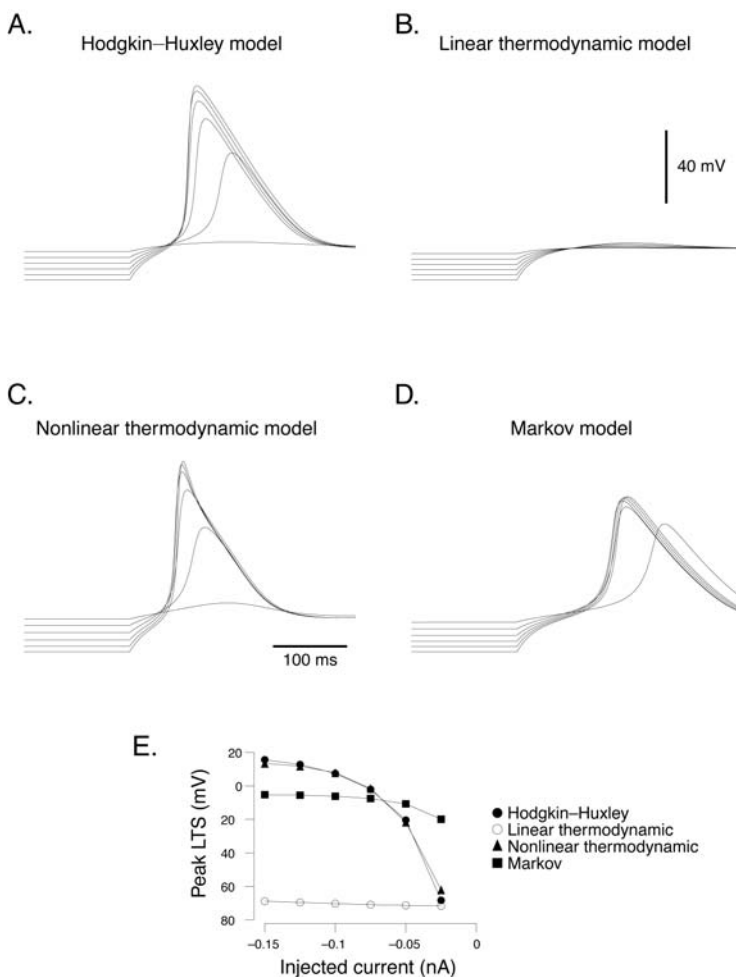 A.
Hodgkin–Huxley model
B.
Linear thermodynamic model
40 mV
C.
Nonlinear thermodynamic model
100 ms
D.
Markov model
E.
Peak LTS (mV)
20
0
20
40
60
80
−0.15
−0.1
−0.05
0
Injected current (nA)
Hodgkin–Huxley
Linear thermodynamic
Nonlinear thermodynamic
Markov